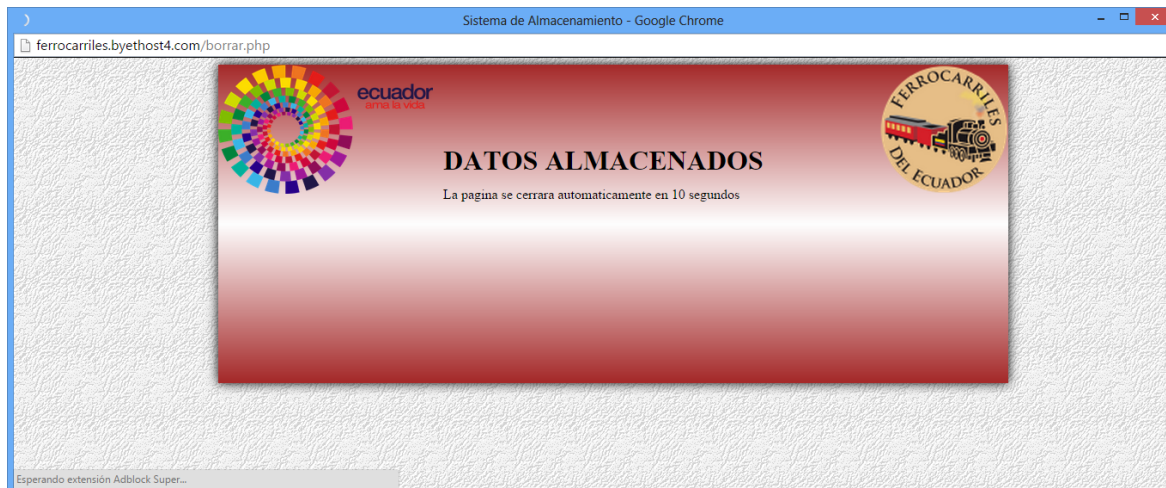 Sistema de Almacenamiento - Google Chrome
ferrocarriles.byethost4.com/borrar.php
ecuador
ama la vida
FERROCARRILES
DEL ECUADOR
DATOS ALMACENADOS
La pagina se cerrara automaticamente en 10 segundos
Esperando extensión Adblock Super...